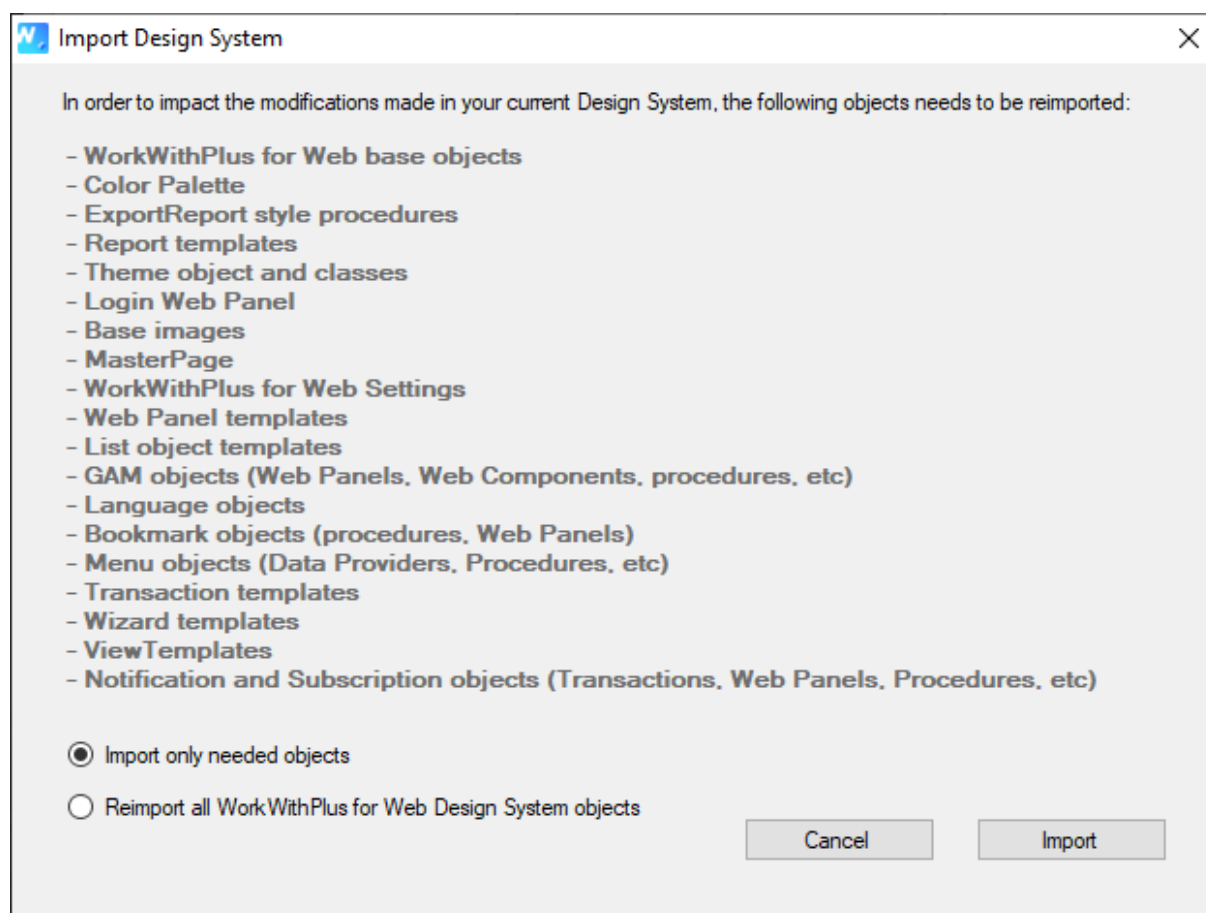 Import Design System
In order to impact the modifications made in your current Design System, the following objects needs to be reimported:
- WorkWithPlus for Web base objects
- Color Palette
- ExportReport style procedures
- Report templates
- Theme object and classes
- Login Web Panel
- Base images
- MasterPage
- WorkWithPlus for Web Settings
- Web Panel templates
- List object templates
- GAM objects (Web Panels, Web Components, procedures, etc)
- Language objects
- Bookmark objects (procedures, Web Panels)
- Menu objects (Data Providers, Procedures, etc)
- Transaction templates
- Wizard templates
- ViewTemplates
- Notification and Subscription objects (Transactions, Web Panels, Procedures, etc)
Import only needed objects
Reimport all WorkWithPlus for Web Design System objects
Cancel Import